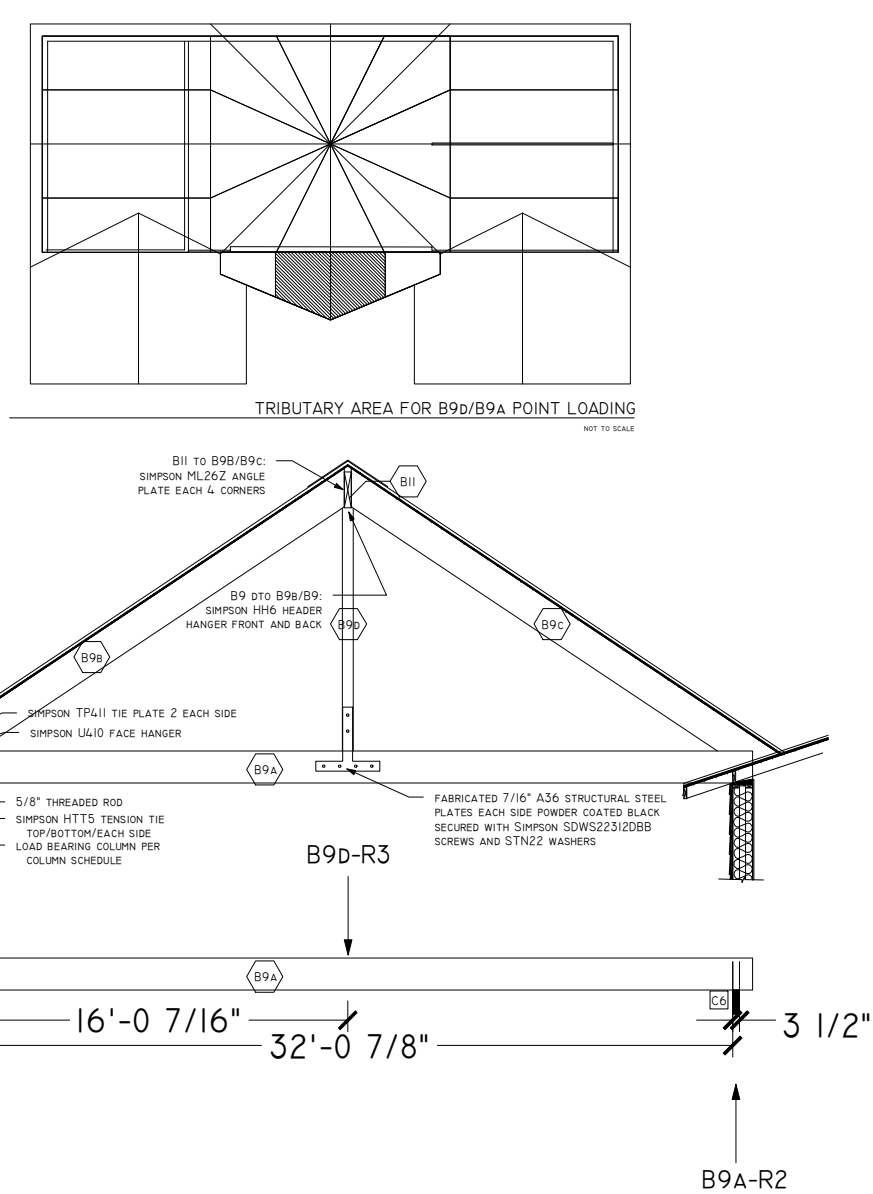 TRIBUTARY AREA FOR B9D/B9A POINT LOADING
NOT TO SCALE
B11 TO B9B/B9C:
SIMPSON ML26Z ANGLE
PLATE EACH 4 CORNERS
B11
B9 DTO B9B/B9:
SIMPSON HH6 HEADER
HANGER FRONT AND BACK
B9D
B9C
B9B
SIMPSON TP411 TIE PLATE 2 EACH SIDE
SIMPSON U410 FACE HANGER
B9A
5/8" THREADED ROD
SIMPSON HTT5 TENSION TIE
TOP/BOTTOM/EACH SIDE
LOAD BEARING COLUMN PER
COLUMN SCHEDULE
FABRICATED 7/16" A36 STRUCTURAL STEEL
PLATES EACH SIDE POWDER COATED BLACK
SECURED WITH SIMPSON SDWS22312DBB
SCREWS AND STN22 WASHERS
B9D-R3
B9A
C6
16'-0 7/16"
3 1/2"
32'-0 7/8"
B9A-R2